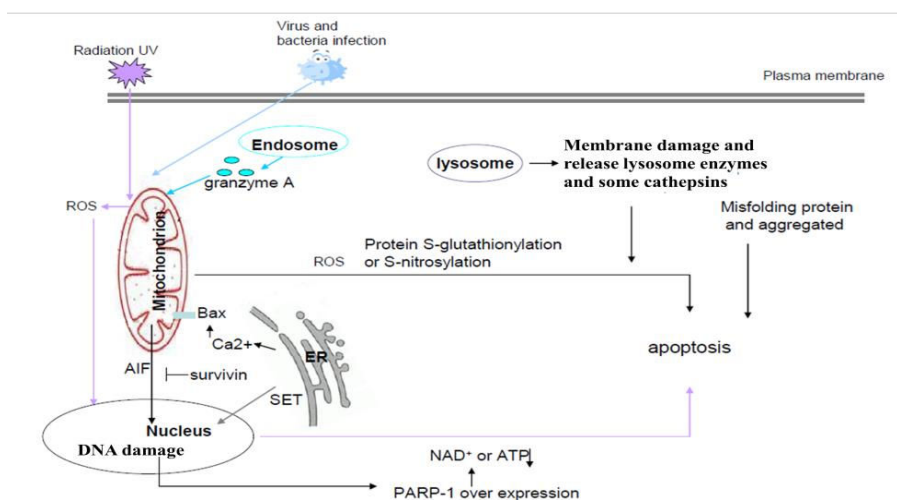 Virus and
bacteria infection
Radiation UV
Plasma membrane
Endosome
granzyme A
lysosome
Membrane damage and
release lysosome enzymes
and some cathepsins
Misfolding protein
and aggregated
ROS
Mitochondrion
ROS
Protein S-glutathionylation
or S-nitrosylation
Bax
Ca2+
ER
apoptosis
AIF
survivin
SET
Nucleus
DNA damage
NAD+ or ATP
PARP-1 over expression